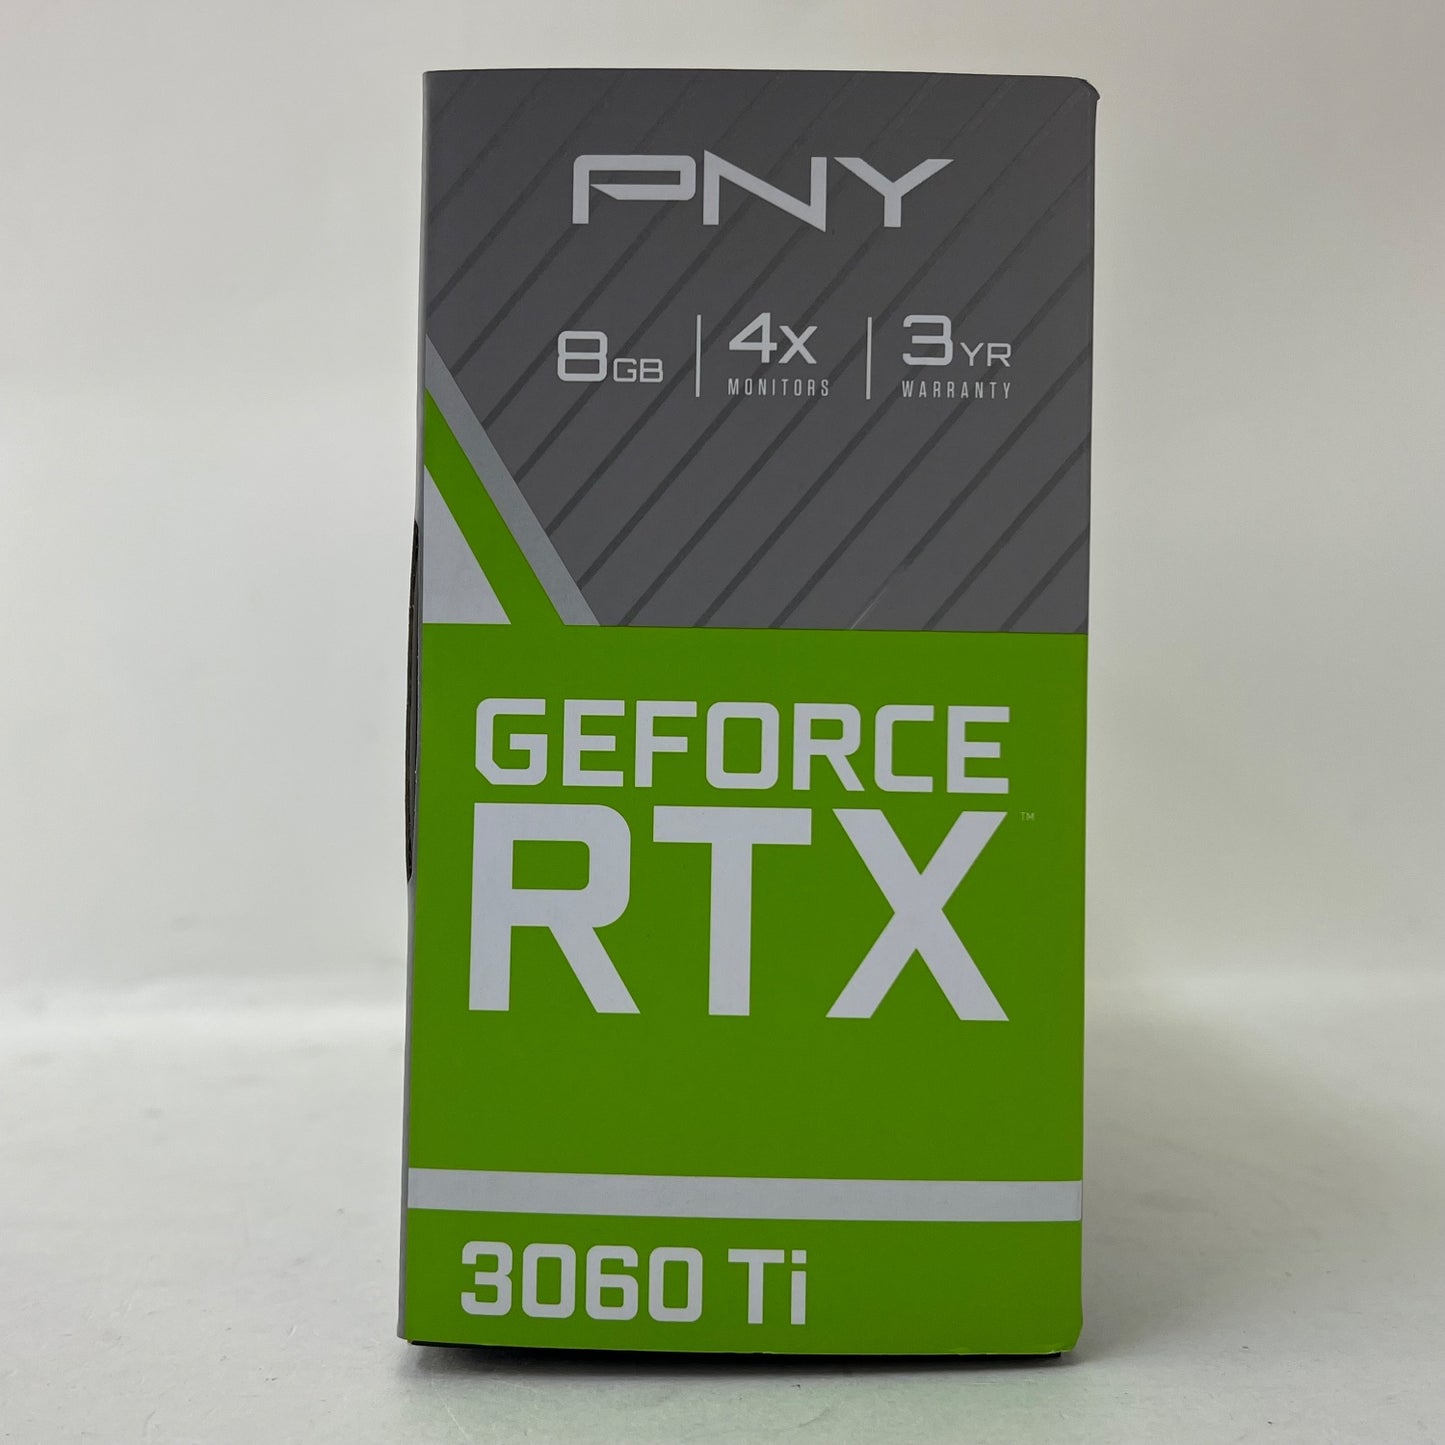 PNY
8GB | 4X MONITORS | 3YR WARRANTY
GEFORCE
RTX™
3060 Ti